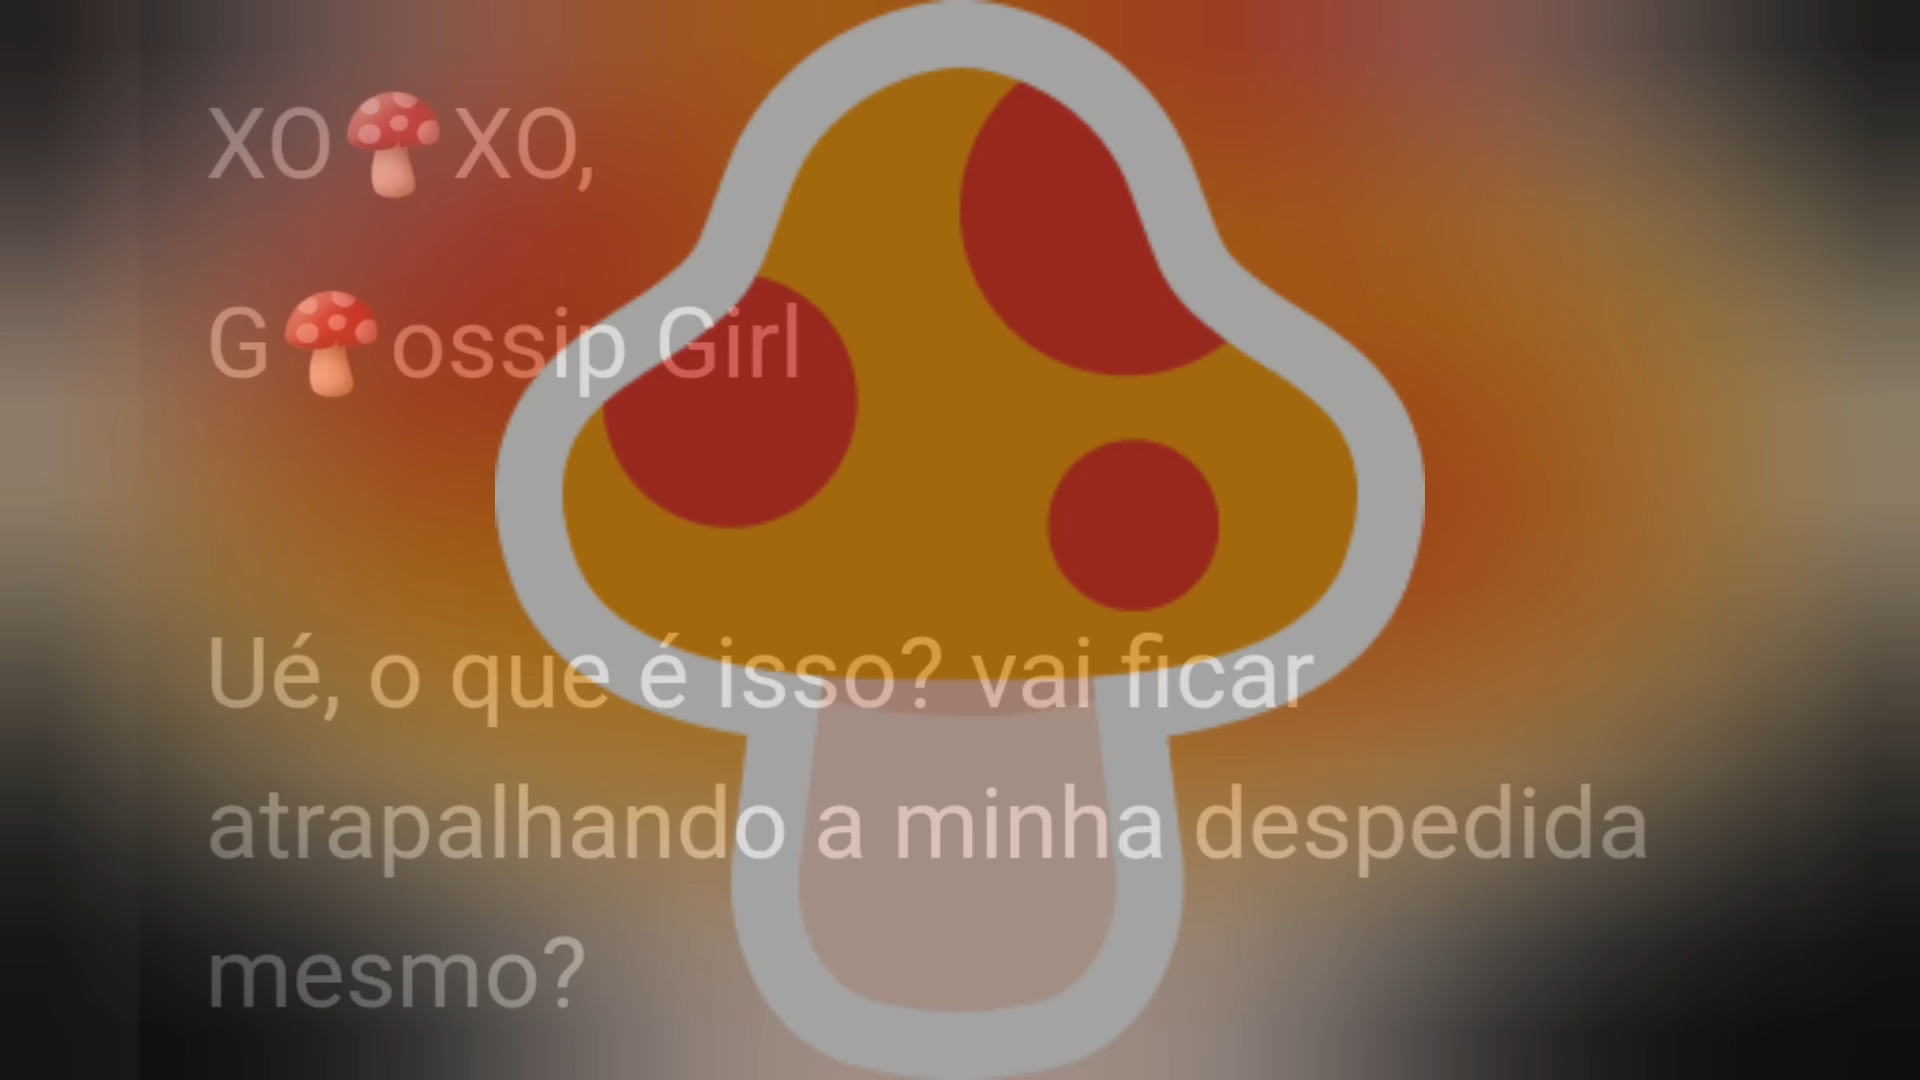 XO🍄XO,
G🍄ossip Girl
Ué, o que é isso? vai ficar
atrapalhando a minha despedida
mesmo?